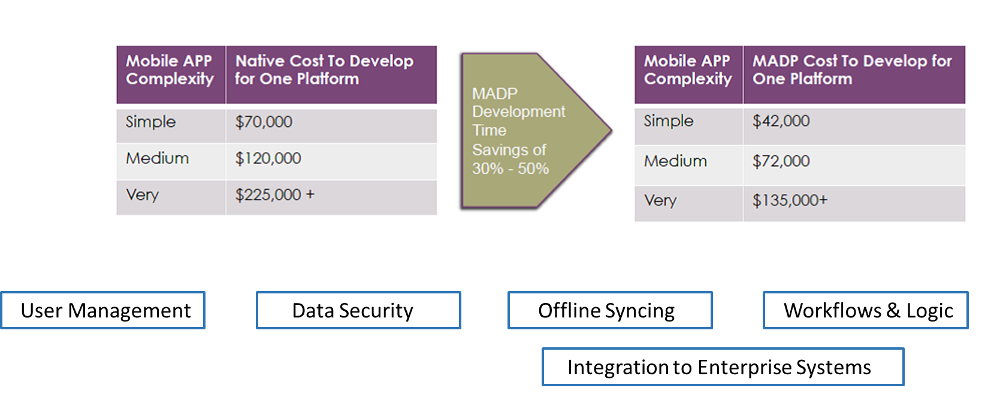 Mobile APP Complexity
Native Cost To Develop for One Platform
Simple
$70,000
Medium
$120,000
Very
$225,000 +
MADP
Development
Time
Savings of
30% - 50%
Mobile APP Complexity
MADP Cost To Develop for One Platform
Simple
$42,000
Medium
$72,000
Very
$135,000+
User Management
Data Security
Offline Syncing
Workflows & Logic
Integration to Enterprise Systems